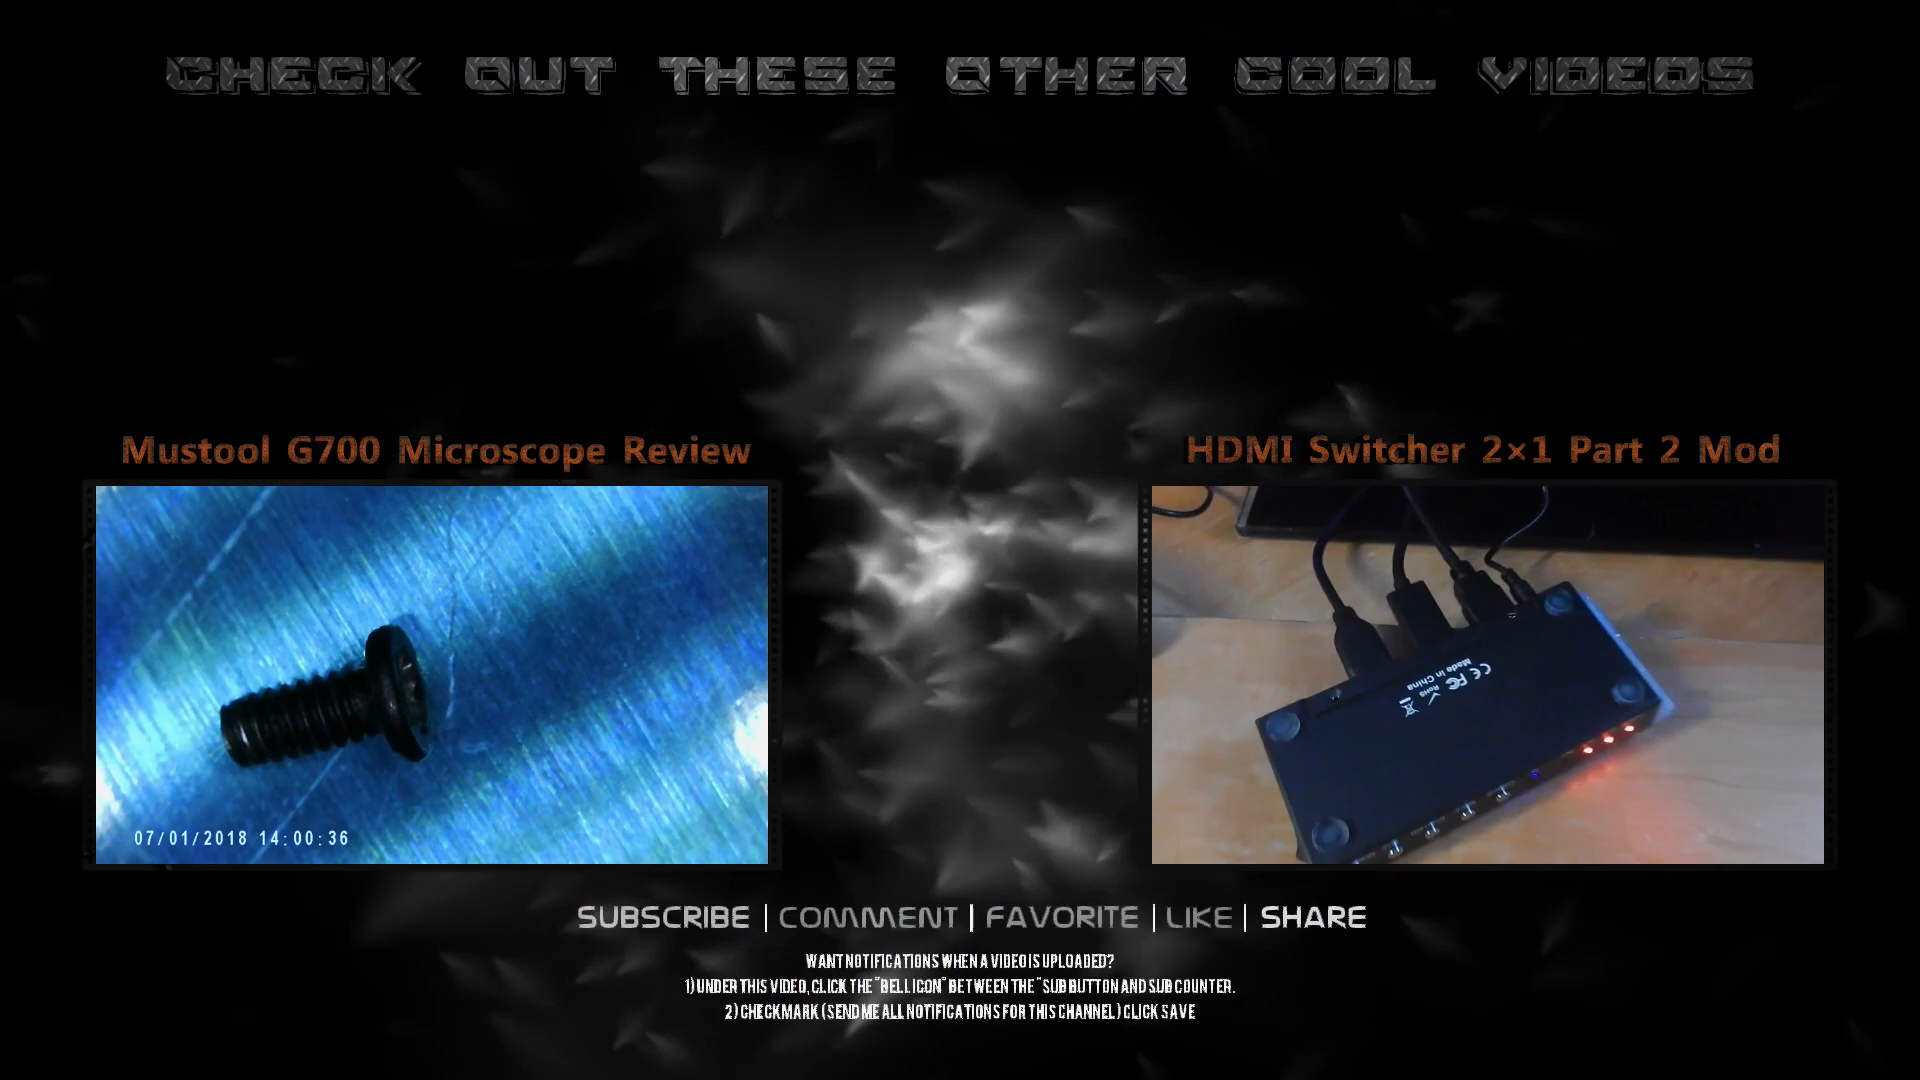 CHECK OUT THESE OTHER COOL VIDEOS
Mustool G700 Microscope Review
HDMI Switcher 2×1 Part 2 Mod
07/01/2018 14:00:36
CE FC RoHS
Made in China
SUBSCRIBE | COMMENT | FAVORITE | LIKE | SHARE
WANT NOTIFICATIONS WHEN A VIDEO IS UPLOADED?
1) UNDER THIS VIDEO, CLICK THE "BELL ICON" BETWEEN THE "SUB BUTTON AND SUB COUNTER.
2) CHECKMARK (SEND ME ALL NOTIFICATIONS FOR THIS CHANNEL) CLICK SAVE